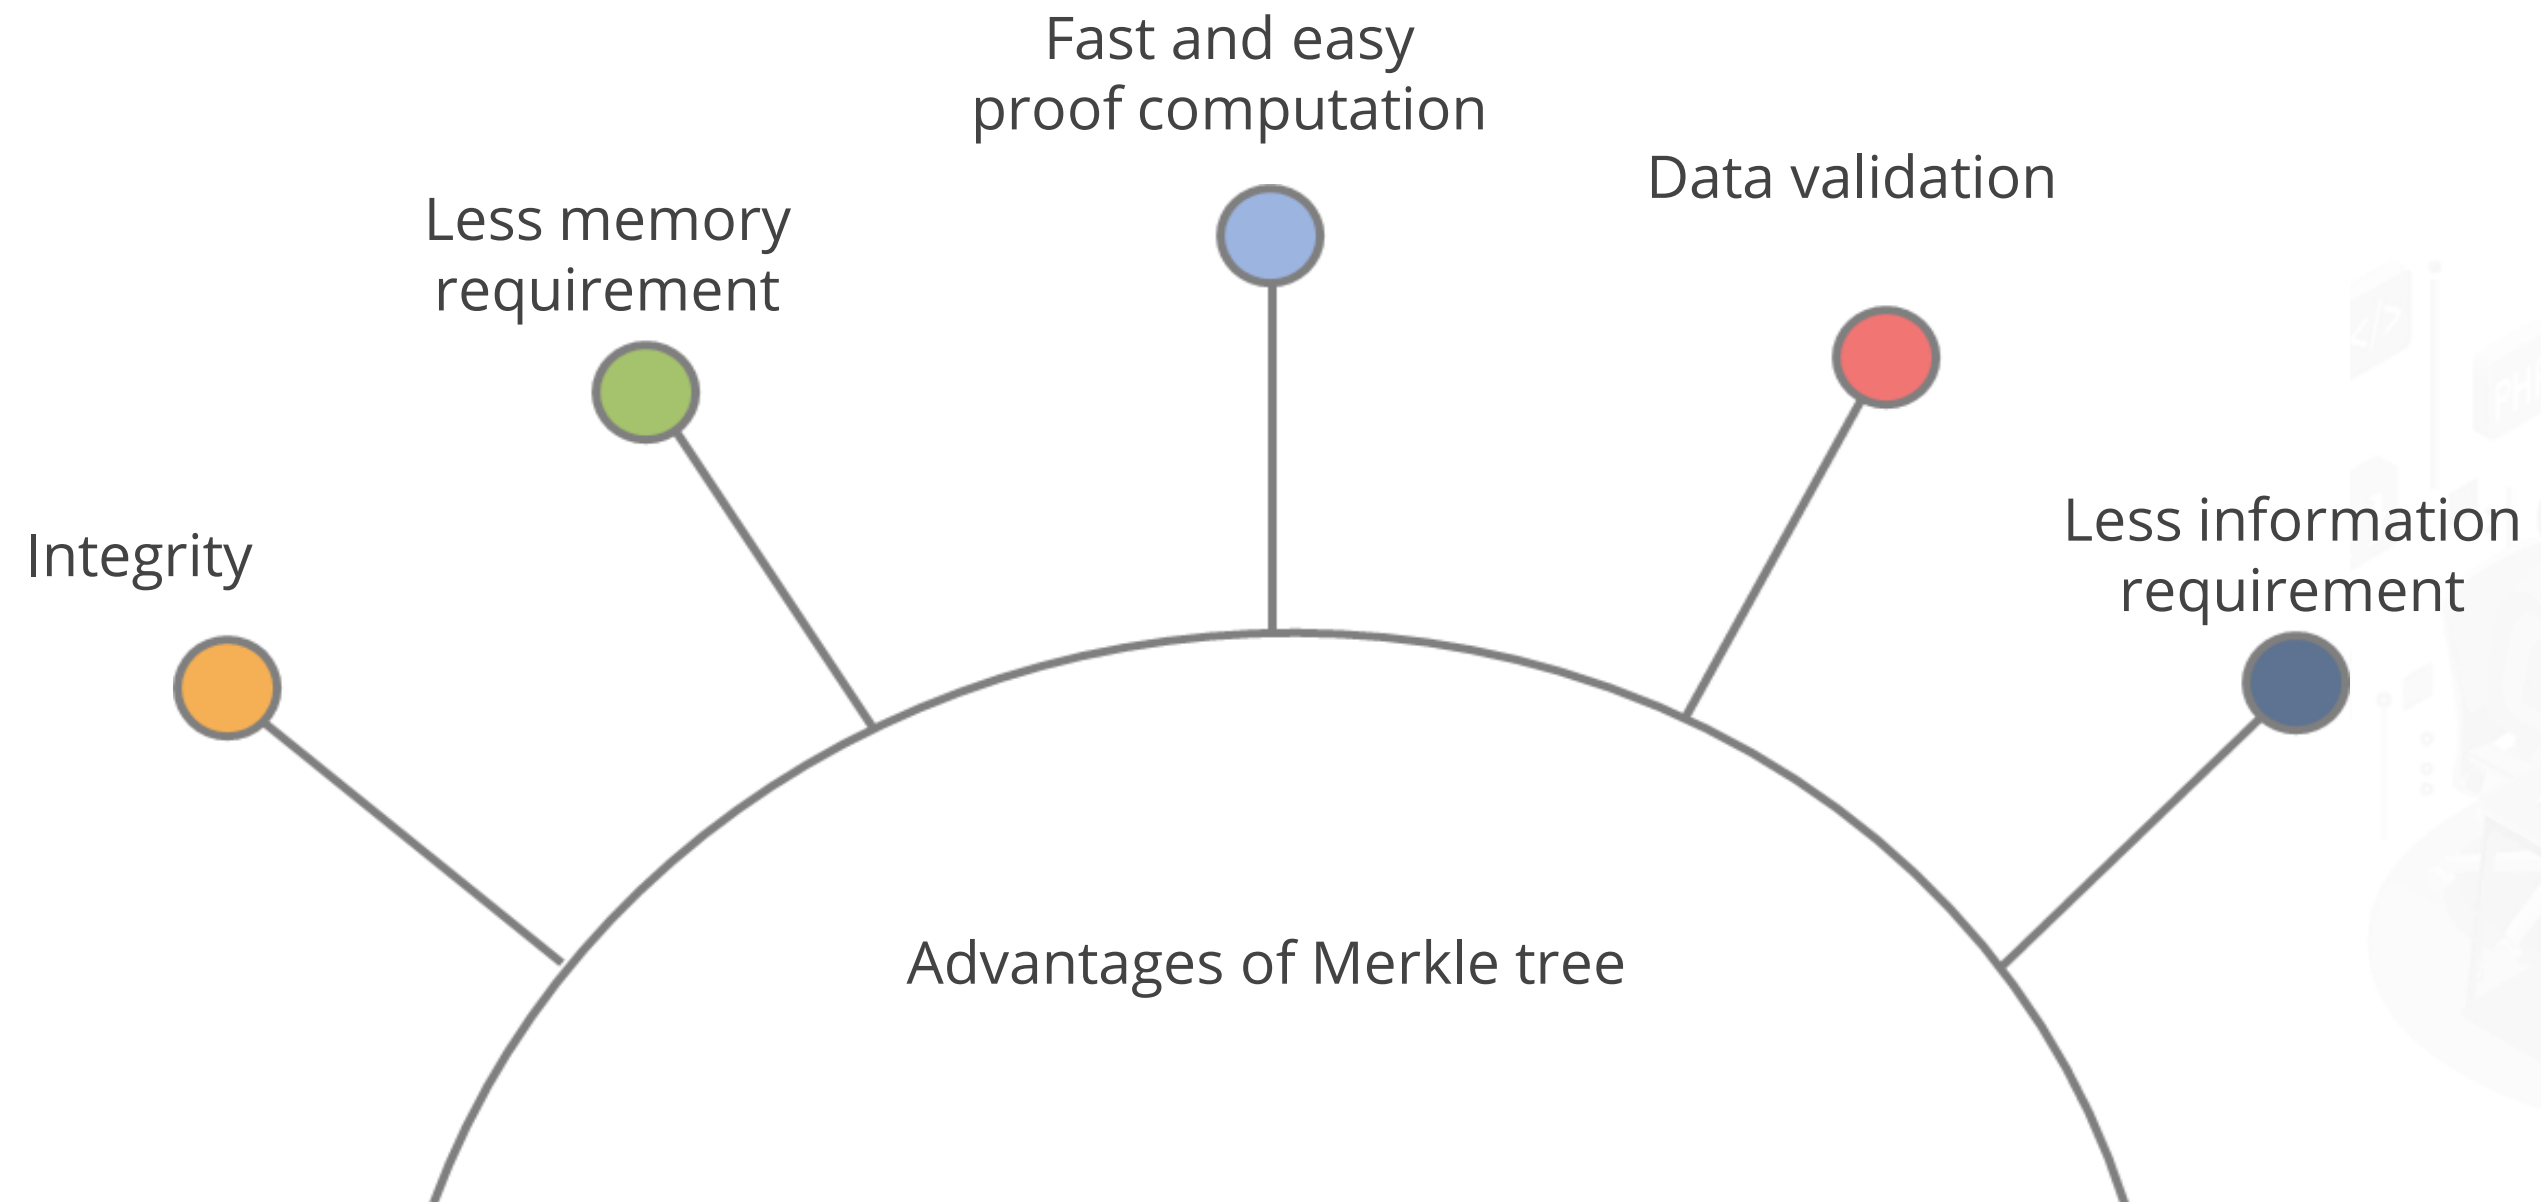 Fast and easy
proof computation
Data validation
Less memory
requirement
Less information
requirement
Integrity
Advantages of Merkle tree